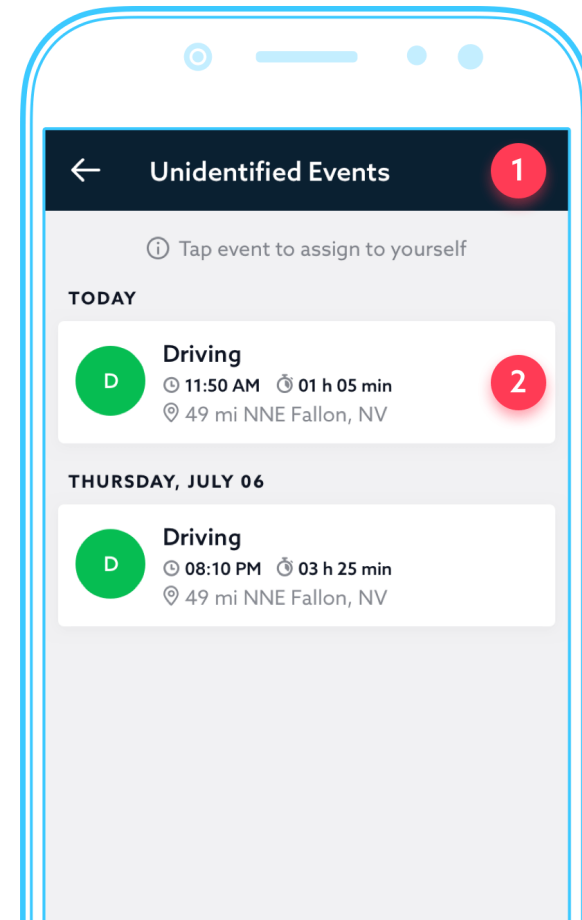 Unidentified Events
1
Tap event to assign to yourself
TODAY
D
Driving
11:50 AM 01 h 05 min
49 mi NNE Fallon, NV
2
THURSDAY, JULY 06
D
Driving
08:10 PM 03 h 25 min
49 mi NNE Fallon, NV